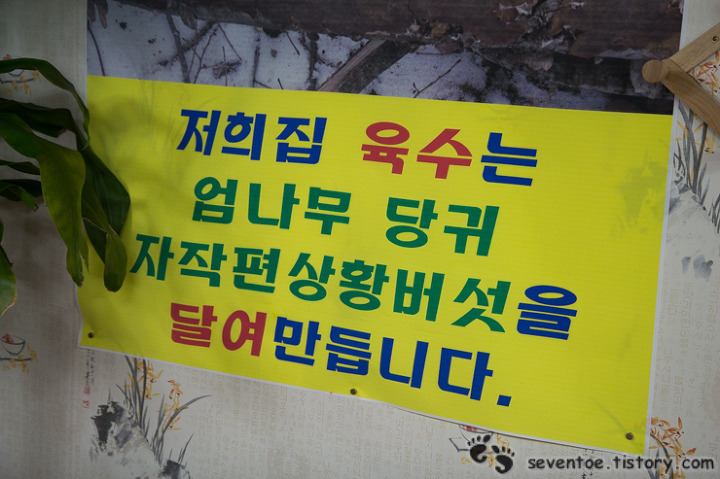 저희집 육수는
엄나무 당귀
자작편상황버섯을
달여만듭니다.
seventoe.tistory.com